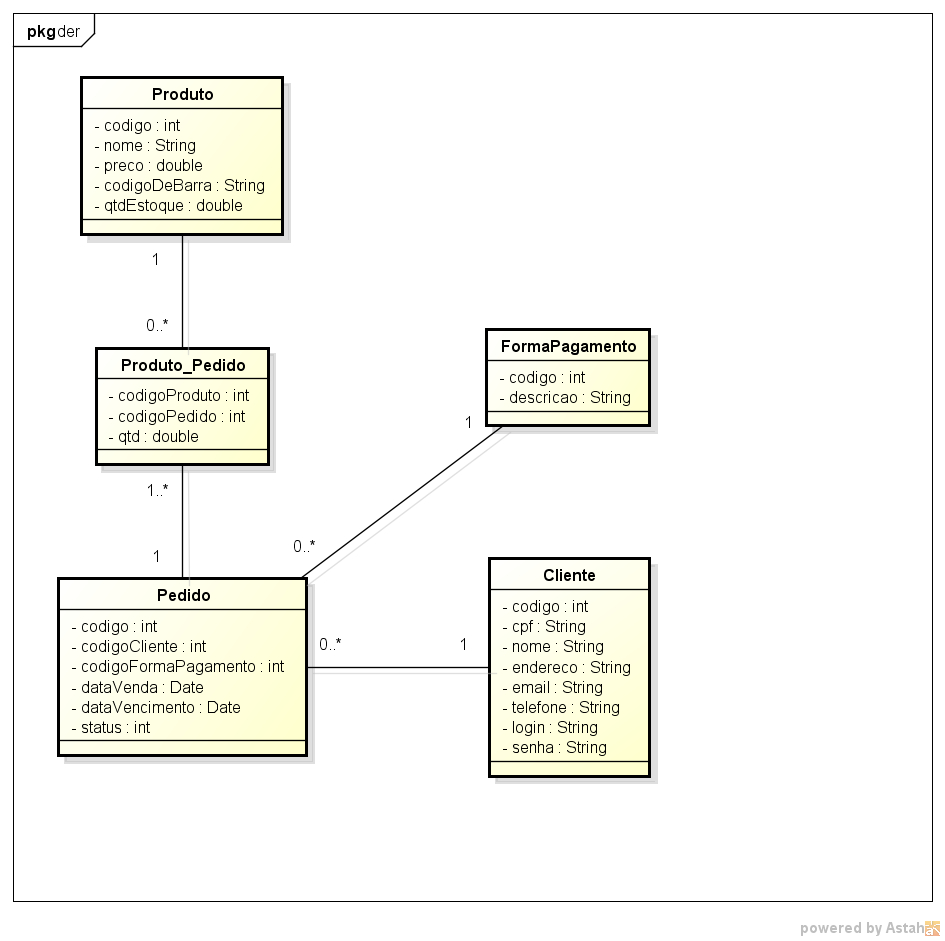 pkg der
Produto
- codigo : int
- nome : String
- preco : double
- codigoDeBarra : String
- qtdEstoque : double
1
0..*
Produto_Pedido
- codigoProduto : int
- codigoPedido : int
- qtd : double
1..*
1
FormaPagamento
- codigo : int
- descricao : String
1
0..*
Pedido
- codigo : int
- codigoCliente : int
- codigoFormaPagamento : int
- dataVenda : Date
- dataVencimento : Date
- status : int
0..*
1
Cliente
- codigo : int
- cpf : String
- nome : String
- endereco : String
- email : String
- telefone : String
- login : String
- senha : String
powered by Astah